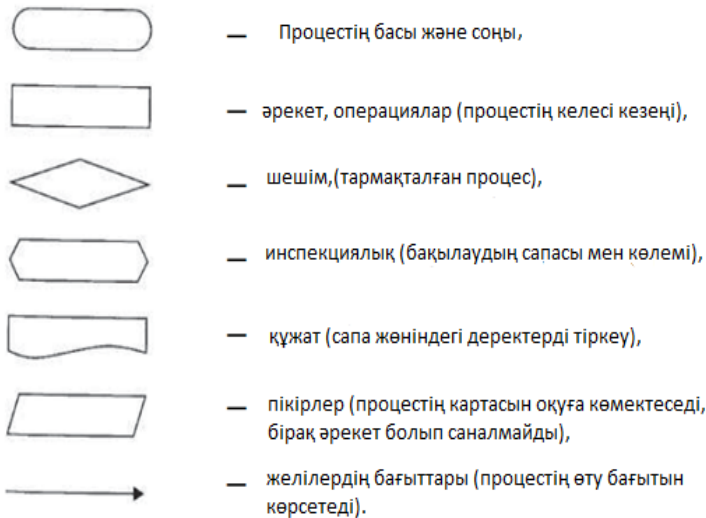 — Процестің басы және соңы,
— әрекет, операциялар (процестің келесі кезеңі),
— шешім,(тармақталған процес),
— инспекциялық (бақылаудың сапасы мен көлемі),
— құжат (сапа жөніндегі деректерді тіркеу),
— пікірлер (процестің картасын оқуға көмектеседі,
бірақ әрекет болып саналмайды),
— желілердің бағыттары (процестің өту бағытын
көрсетеді).